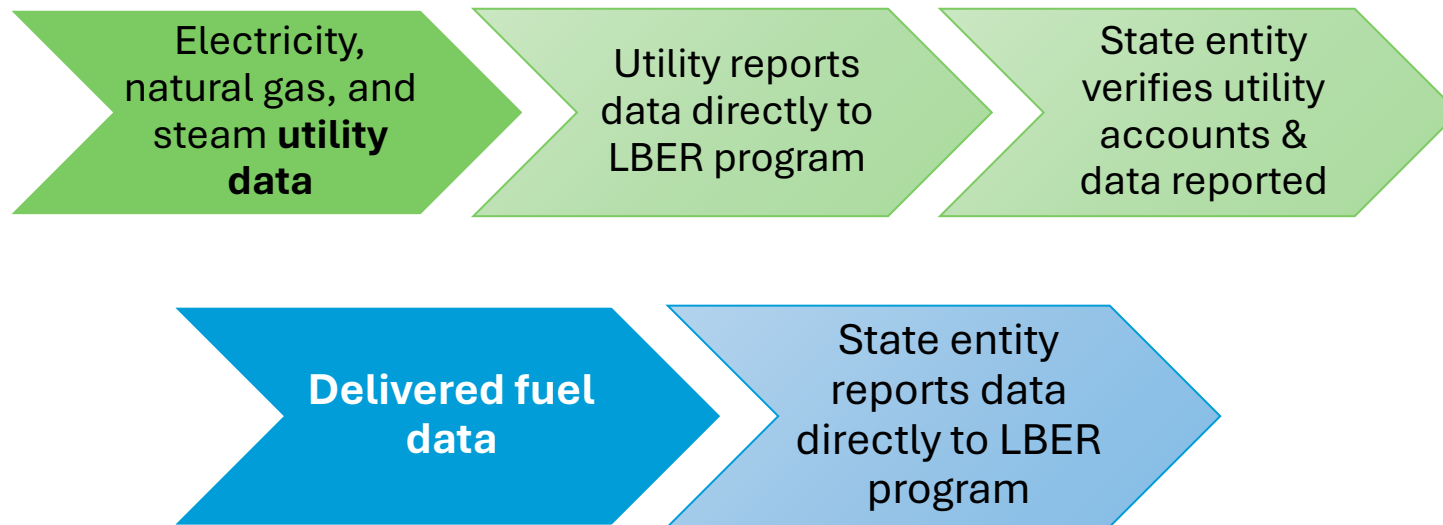 Electricity,
natural gas, and
steam utility
data
Utility reports
data directly to
LBER program
State entity
verifies utility
accounts &
data reported
Delivered fuel
data
State entity
reports data
directly to LBER
program